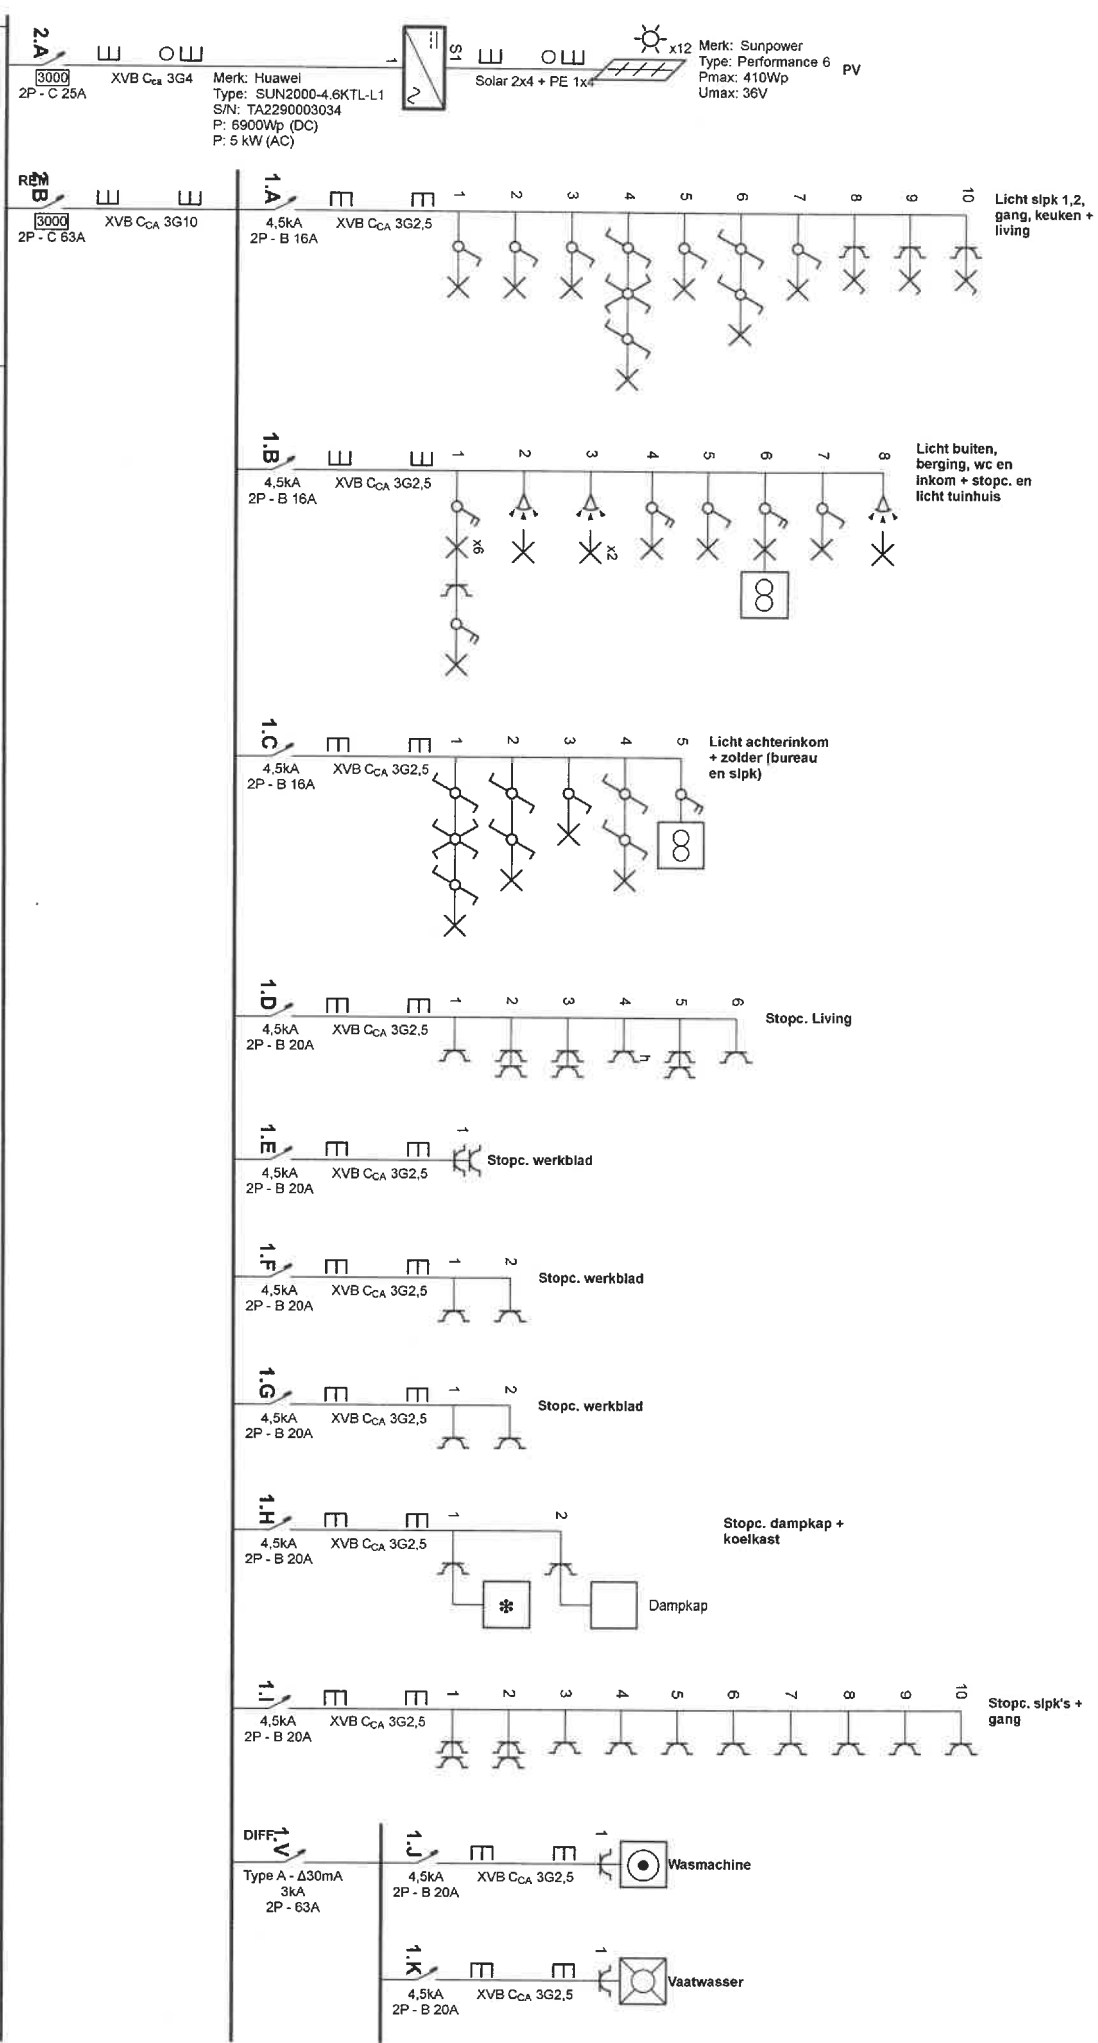 2.A
3000
2P - C 25A
XVB Cca 3G4
Merk: Huawei
Type: SUN2000-4.6KTL-L1
S/N: TA2290003034
P: 6900Wp (DC)
P: 5 kW (AC)
1
S1
Solar 2x4 + PE 1x4
x12
Merk: Sunpower
Type: Performance 6
Pmax: 410Wp
Umax: 36V
PV
REM
2.B
3000
2P - C 63A
XVB CCA 3G10
1.A
4,5kA
2P - B 16A
XVB CCA 3G2,5
1 2 3 4 5 6 7 8 9 10
Licht slpk 1,2,
gang, keuken +
living
1.B
4,5kA
2P - B 16A
XVB CCA 3G2,5
1 2 3 4 5 6 7 8
x6
x2
Licht buiten,
berging, wc en
inkom + stopc. en
licht tuinhuis
1.C
4,5kA
2P - B 16A
XVB CCA 3G2,5
1 2 3 4 5
Licht achterinkom
+ zolder (bureau
en slpk)
1.D
4,5kA
2P - B 20A
XVB CCA 3G2,5
1 2 3 4 5 6
h
Stopc. Living
1.E
4,5kA
2P - B 20A
XVB CCA 3G2,5
1
Stopc. werkblad
1.F
4,5kA
2P - B 20A
XVB CCA 3G2,5
1 2
Stopc. werkblad
1.G
4,5kA
2P - B 20A
XVB CCA 3G2,5
1 2
Stopc. werkblad
1.H
4,5kA
2P - B 20A
XVB CCA 3G2,5
1 2
Stopc. dampkap +
koelkast
Dampkap
1.I
4,5kA
2P - B 20A
XVB CCA 3G2,5
1 2 3 4 5 6 7 8 9 10
Stopc. slpk's +
gang
DIFF.
1.V
Type A - Δ30mA
3kA
2P - 63A
1.J
4,5kA
2P - B 20A
XVB CCA 3G2,5
1
Wasmachine
1.K
4,5kA
2P - B 20A
XVB CCA 3G2,5
1
Vaatwasser